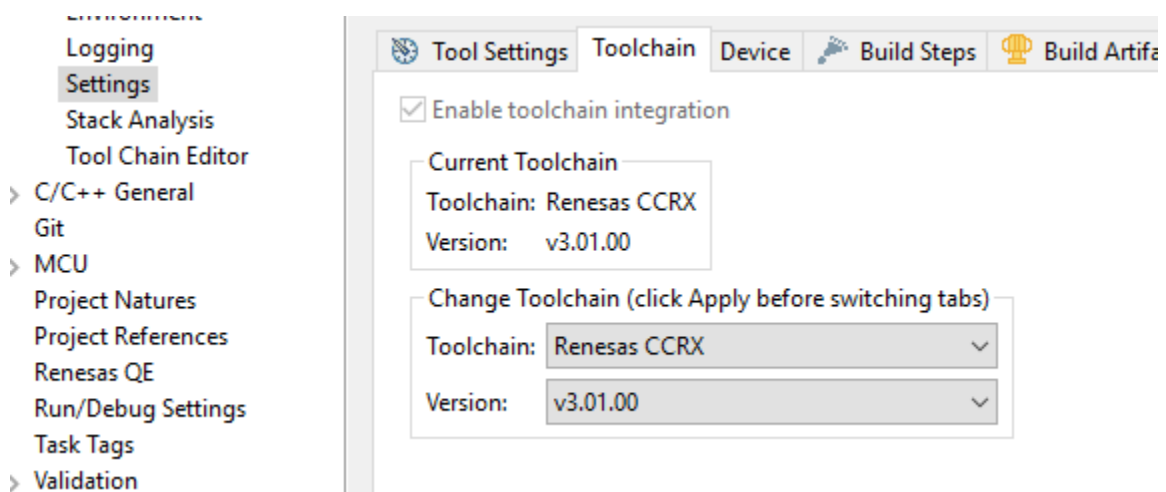 Logging
Settings
Stack Analysis
Tool Chain Editor
C/C++ General
Git
MCU
Project Natures
Project References
Renesas QE
Run/Debug Settings
Task Tags
Validation
Tool Settings Toolchain Device Build Steps Build Artifa
Enable toolchain integration
Current Toolchain
Toolchain: Renesas CCRX
Version: v3.01.00
Change Toolchain (click Apply before switching tabs)
Toolchain: Renesas CCRX
Version: v3.01.00